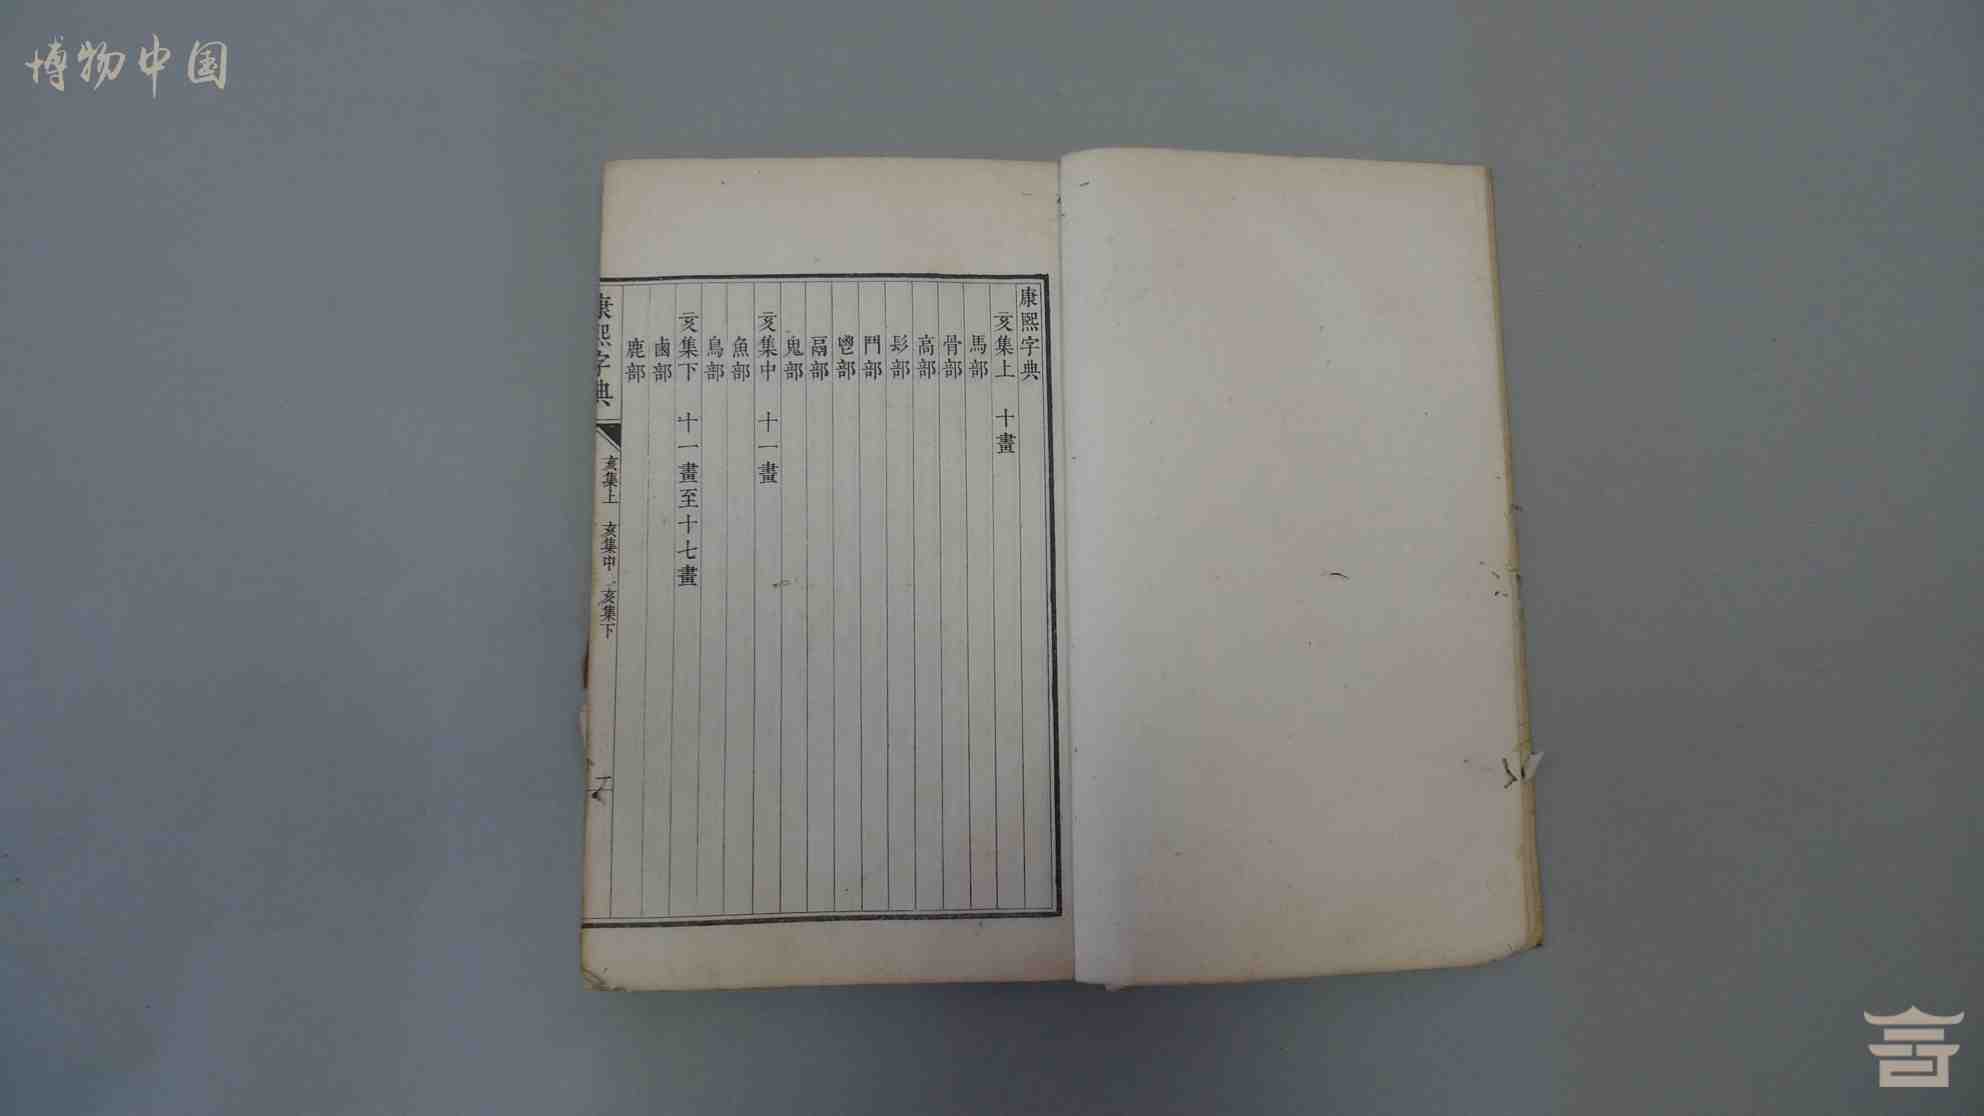 博物中国
康熙字典
亥集上 十畫
馬部
骨部
高部
髟部
鬥部
鬯部
鬲部
鬼部
亥集中 十一畫
魚部
鳥部
亥集下 十一畫至十七畫
鹵部
鹿部
康熙字典 亥集上 亥集中 亥集下